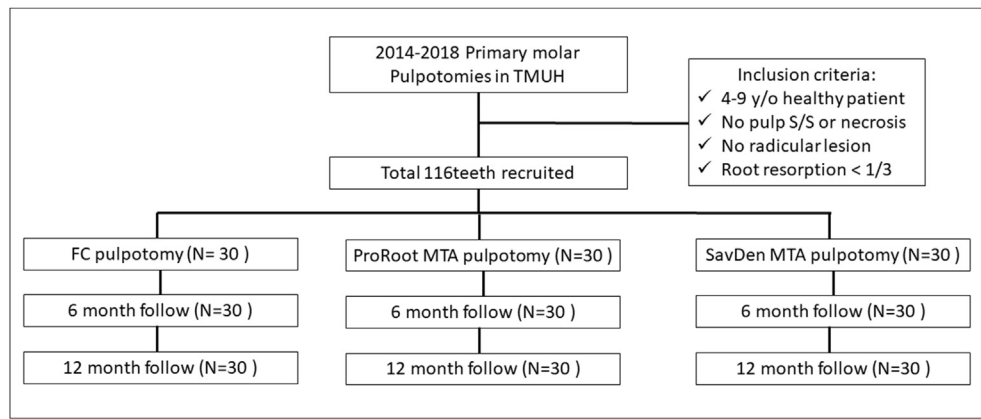 2014-2018 Primary molar
Pulpotomies in TMUH
Inclusion criteria:
✓ 4-9 y/o healthy patient
✓ No pulp S/S or necrosis
✓ No radicular lesion
✓ Root resorption < 1/3
Total 116teeth recruited
FC pulpotomy (N= 30 )
ProRoot MTA pulpotomy (N=30 )
SavDen MTA pulpotomy (N=30 )
6 month follow (N=30 )
6 month follow (N=30 )
6 month follow (N=30 )
12 month follow (N=30 )
12 month follow (N=30 )
12 month follow (N=30 )